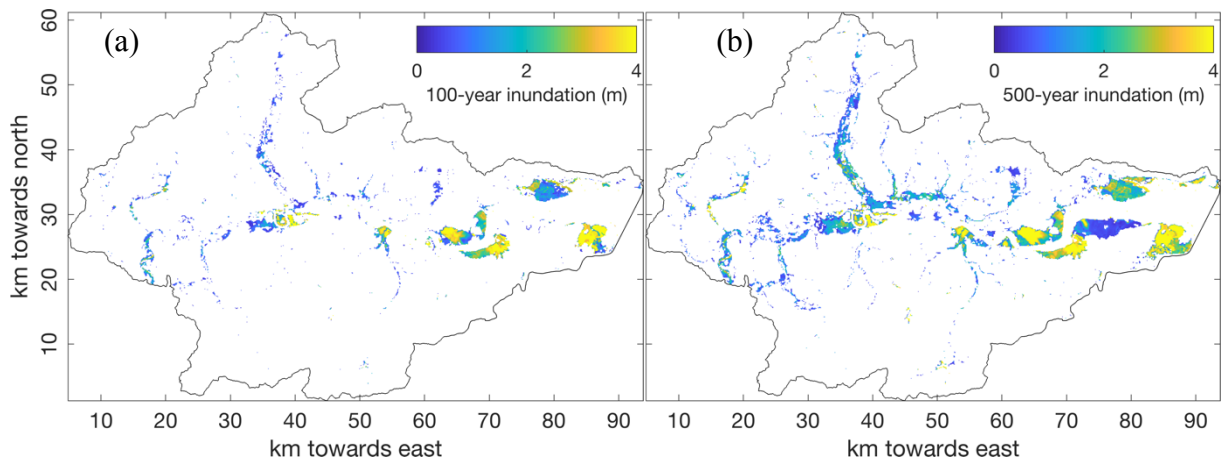 (a)
0 2 4
100-year inundation (m)
(b)
0 2 4
500-year inundation (m)
km towards north
60
50
40
30
20
10
10 20 30 40 50 60 70 80 90
km towards east
10 20 30 40 50 60 70 80 90
km towards east